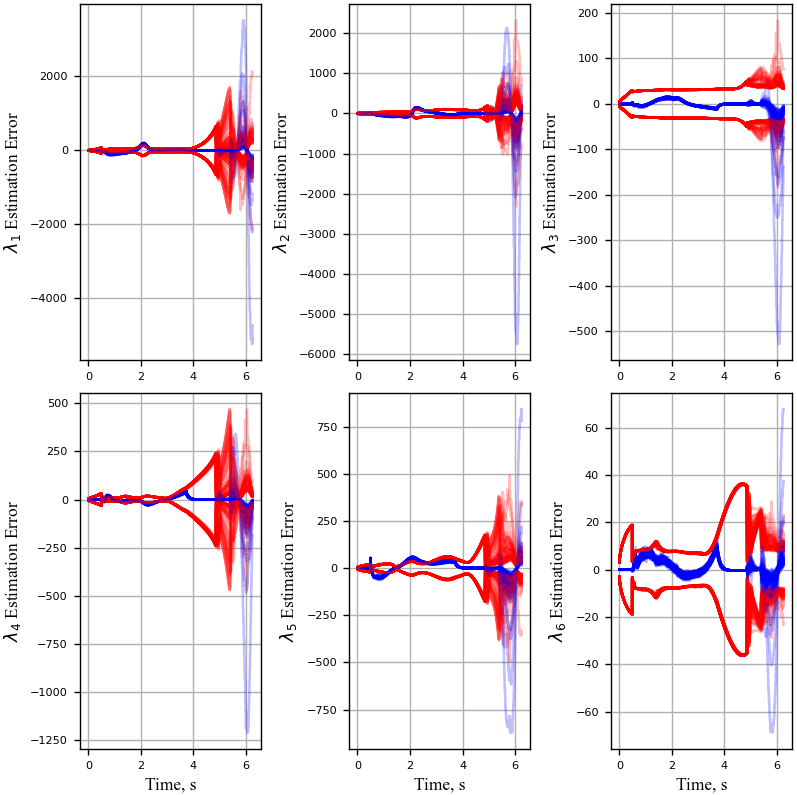 λ1 Estimation Error
2000
0
−2000
−4000
0 2 4 6
λ2 Estimation Error
2000
1000
0
−1000
−2000
−3000
−4000
−5000
−6000
0 2 4 6
λ3 Estimation Error
200
100
0
−100
−200
−300
−400
−500
0 2 4 6
λ4 Estimation Error
500
250
0
−250
−500
−750
−1000
−1250
0 2 4 6
Time, s
λ5 Estimation Error
750
500
250
0
−250
−500
−750
0 2 4 6
Time, s
λ6 Estimation Error
60
40
20
0
−20
−40
−60
0 2 4 6
Time, s